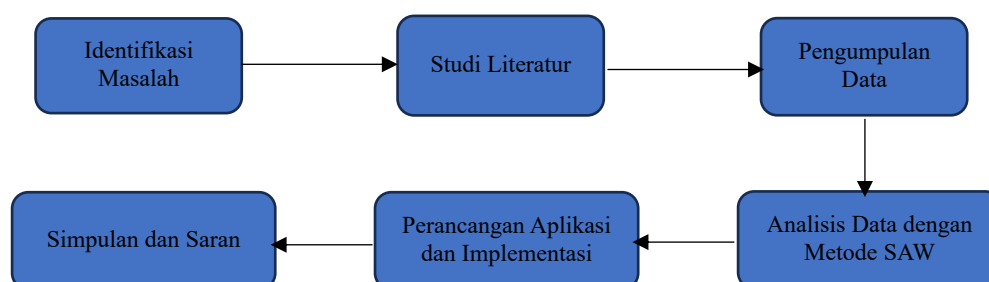 Identifikasi
Masalah
Studi Literatur
Pengumpulan
Data
Analisis Data dengan
Metode SAW
Perancangan Aplikasi
dan Implementasi
Simpulan dan Saran